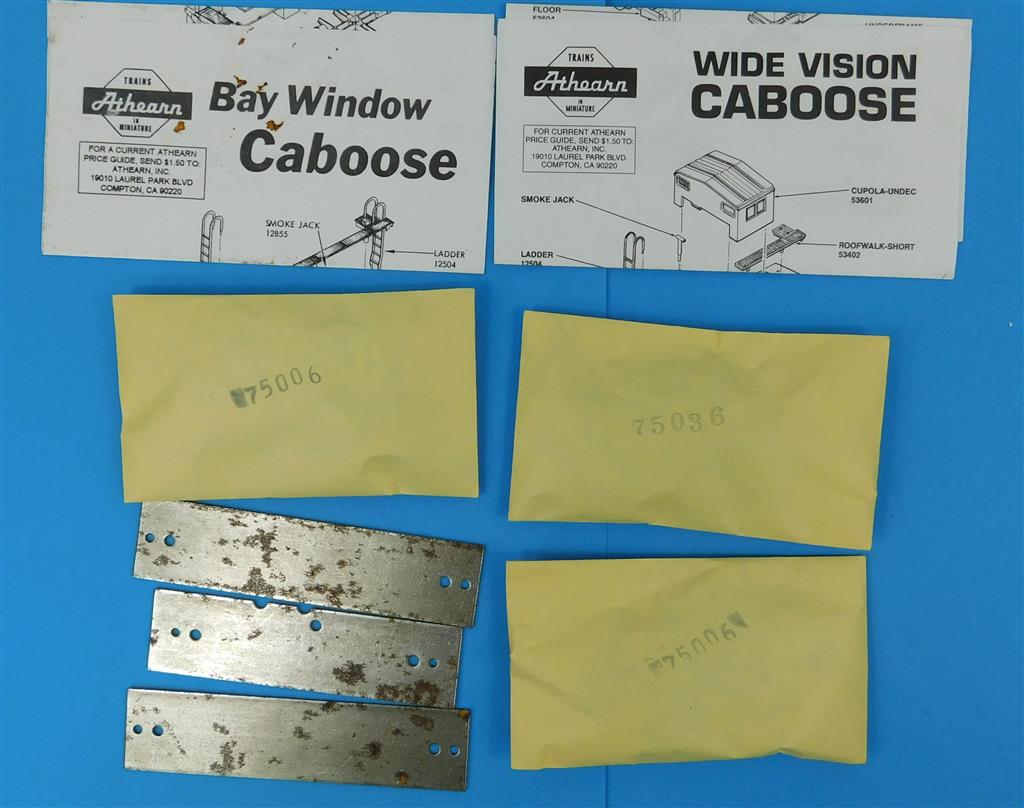 TRAINS
Athearn
IN
MINIATURE
Bay Window
Caboose
FOR A CURRENT ATHEARN
PRICE GUIDE, SEND $1.50 TO:
ATHEARN, INC.
19010 LAUREL PARK BLVD
COMPTON, CA 90220
SMOKE JACK
12855
LADDER
12504
FLOOR
TRAINS
Athearn
IN
MINIATURE
WIDE VISION
CABOOSE
FOR CURRENT ATHEARN
PRICE GUIDE, SEND $1.50 TO:
ATHEARN, INC.
19010 LAUREL PARK BLVD.
COMPTON, CA 90220
SMOKE JACK
CUPOLA-UNDEC
53601
ROOFWALK-SHORT
53402
LADDER
12504
75006
75036
75006